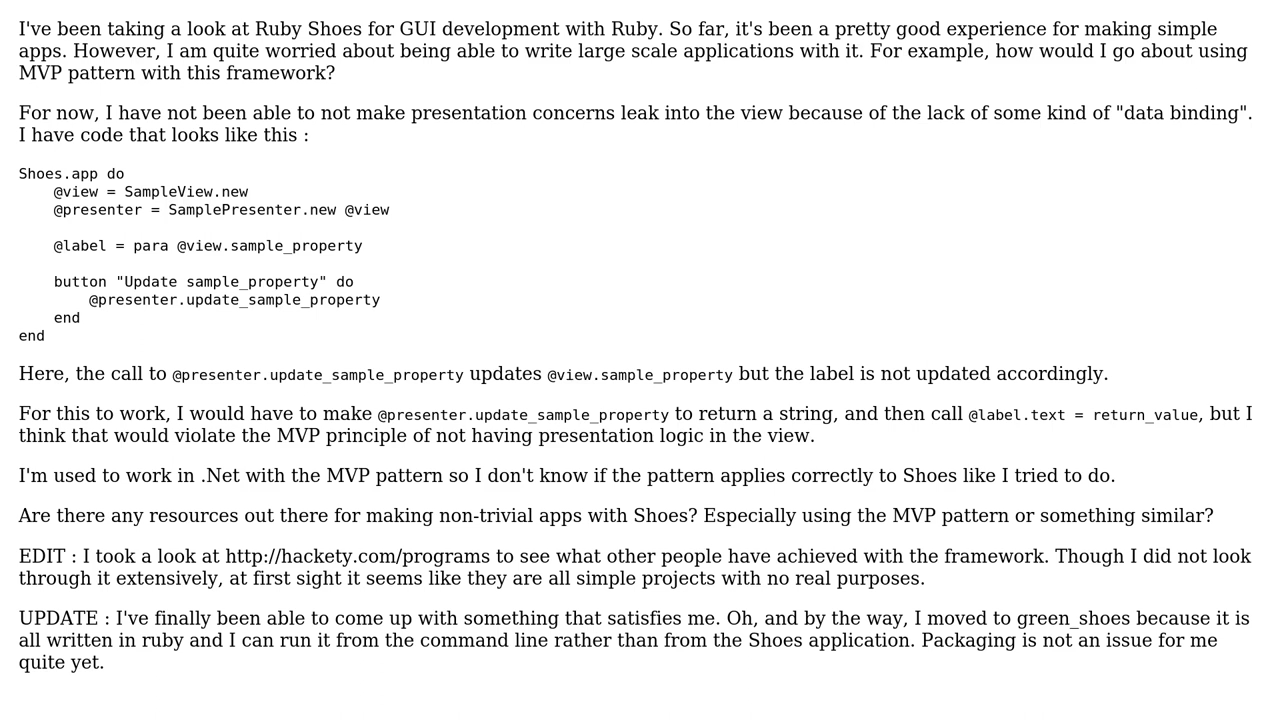 I've been taking a look at Ruby Shoes for GUI development with Ruby. So far, it's been a pretty good experience for making simple
apps. However, I am quite worried about being able to write large scale applications with it. For example, how would I go about using
MVP pattern with this framework?
For now, I have not been able to not make presentation concerns leak into the view because of the lack of some kind of "data binding".
I have code that looks like this :
Shoes.app do
    @view = SampleView.new
    @presenter = SamplePresenter.new @view
    @label = para @view.sample_property
    button "Update sample_property" do
        @presenter.update_sample_property
    end
end
Here, the call to @presenter.update_sample_property updates @view.sample_property but the label is not updated accordingly.
For this to work, I would have to make @presenter.update_sample_property to return a string, and then call @label.text = return_value, but I
think that would violate the MVP principle of not having presentation logic in the view.
I'm used to work in .Net with the MVP pattern so I don't know if the pattern applies correctly to Shoes like I tried to do.
Are there any resources out there for making non-trivial apps with Shoes? Especially using the MVP pattern or something similar?
EDIT : I took a look at http://hackety.com/programs to see what other people have achieved with the framework. Though I did not look
through it extensively, at first sight it seems like they are all simple projects with no real purposes.
UPDATE : I've finally been able to come up with something that satisfies me. Oh, and by the way, I moved to green_shoes because it is
all written in ruby and I can run it from the command line rather than from the Shoes application. Packaging is not an issue for me
quite yet.